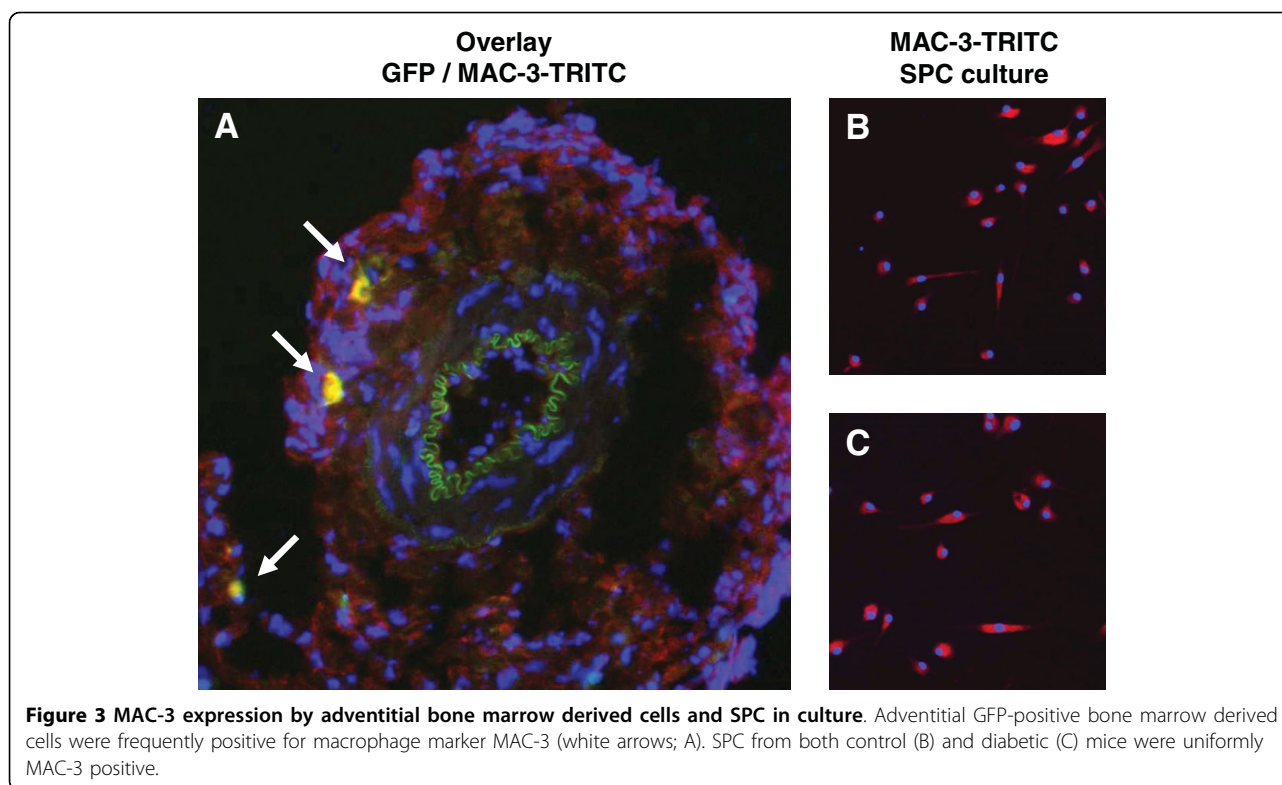 Overlay
GFP / MAC-3-TRITC
MAC-3-TRITC
SPC culture
A
B
C
Figure 3 MAC-3 expression by adventitial bone marrow derived cells and SPC in culture. Adventitial GFP-positive bone marrow derived
cells were frequently positive for macrophage marker MAC-3 (white arrows; A). SPC from both control (B) and diabetic (C) mice were uniformly
MAC-3 positive.